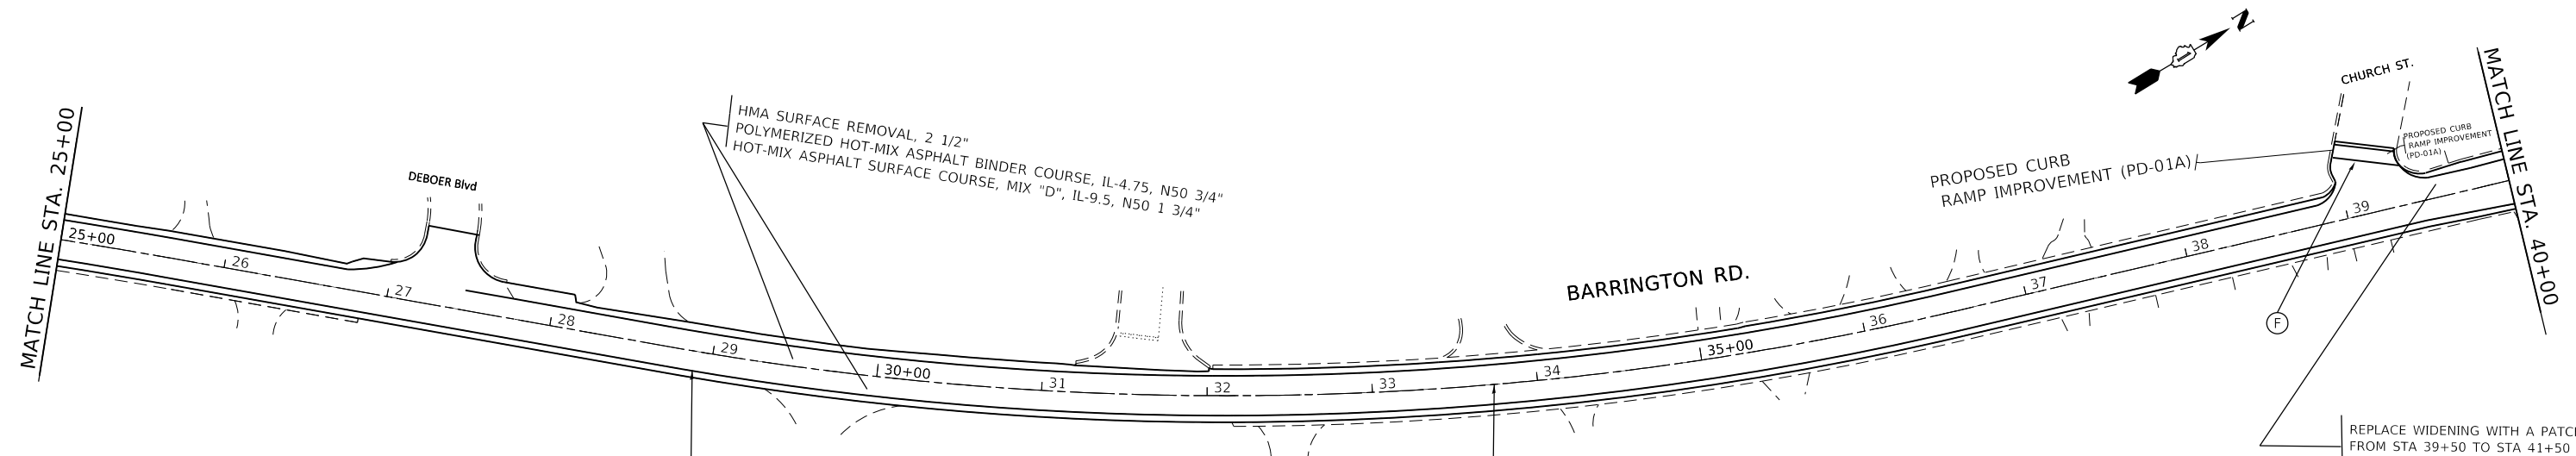 MATCH LINE STA. 25+00
25+00
26
DEBOER Blvd
27
28
29
HMA SURFACE REMOVAL, 2 1/2"
POLYMERIZED HOT-MIX ASPHALT BINDER COURSE, IL-4.75, N50 3/4"
HOT-MIX ASPHALT SURFACE COURSE, MIX "D", IL-9.5, N50 1 3/4"
30+00
31
32
33
34
BARRINGTON RD.
35+00
36
37
38
39
PROPOSED CURB
RAMP IMPROVEMENT (PD-01A)
N
CHURCH ST.
PROPOSED CURB
RAMP IMPROVEMENT
(PD-01A)
F
MATCH LINE STA. 40+00
REPLACE WIDENING WITH A PATCH
FROM STA 39+50 TO STA 41+50